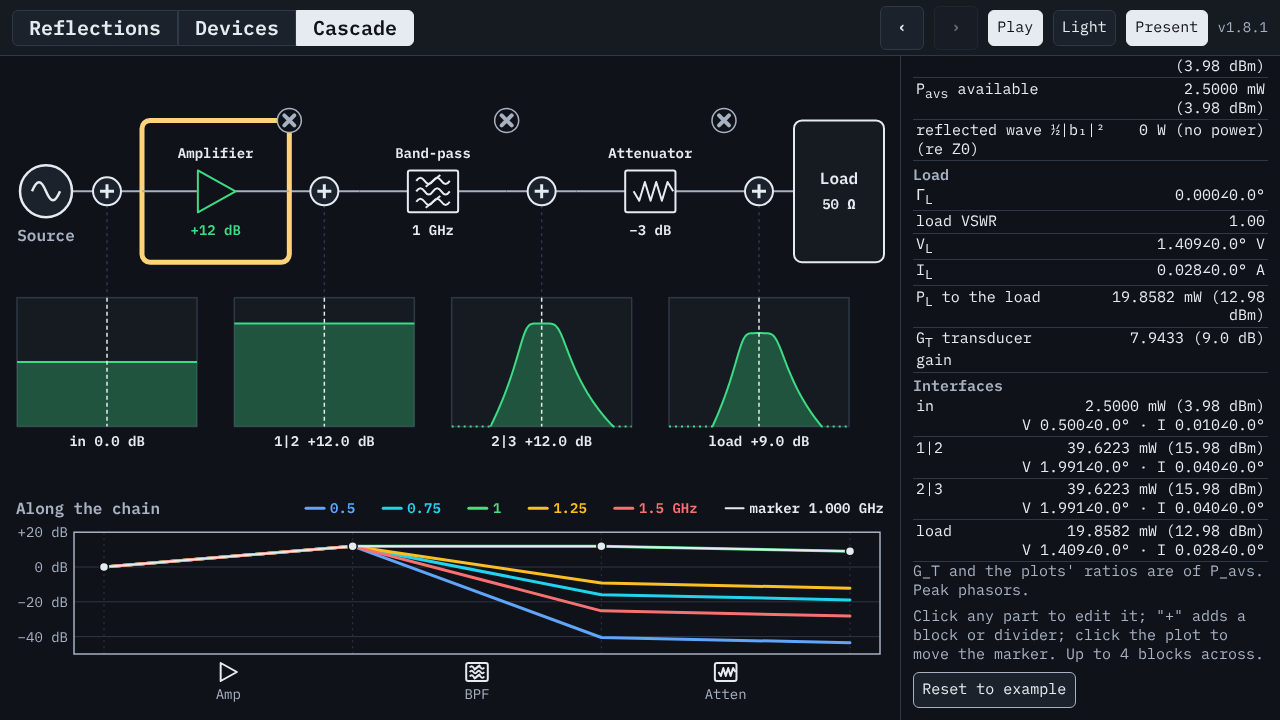 Reflections Devices Cascade ‹ › Play Light Present v1.8.1
Amplifier Band-pass Attenuator
Load
50 Ω
Source
+12 dB 1 GHz −3 dB
in 0.0 dB 1|2 +12.0 dB 2|3 +12.0 dB load +9.0 dB
Along the chain 0.5 0.75 1 1.25 1.5 GHz marker 1.000 GHz
+20 dB
0 dB
−20 dB
−40 dB
Amp BPF Atten
(3.98 dBm)
Pavs available 2.5000 mW
(3.98 dBm)
reflected wave ½|b₁|² 0 W (no power)
(re Z0)
Load
ΓL 0.000∠0.0°
load VSWR 1.00
VL 1.409∠0.0° V
IL 0.028∠0.0° A
PL to the load 19.8582 mW (12.98
dBm)
GT transducer 7.9433 (9.0 dB)
gain
Interfaces
in 2.5000 mW (3.98 dBm)
V 0.500∠0.0° · I 0.010∠0.0°
1|2 39.6223 mW (15.98 dBm)
V 1.991∠0.0° · I 0.040∠0.0°
2|3 39.6223 mW (15.98 dBm)
V 1.991∠0.0° · I 0.040∠0.0°
load 19.8582 mW (12.98 dBm)
V 1.409∠0.0° · I 0.028∠0.0°
G_T and the plots' ratios are of P_avs.
Peak phasors.
Click any part to edit it; "+" adds a
block or divider; click the plot to
move the marker. Up to 4 blocks across.
Reset to example